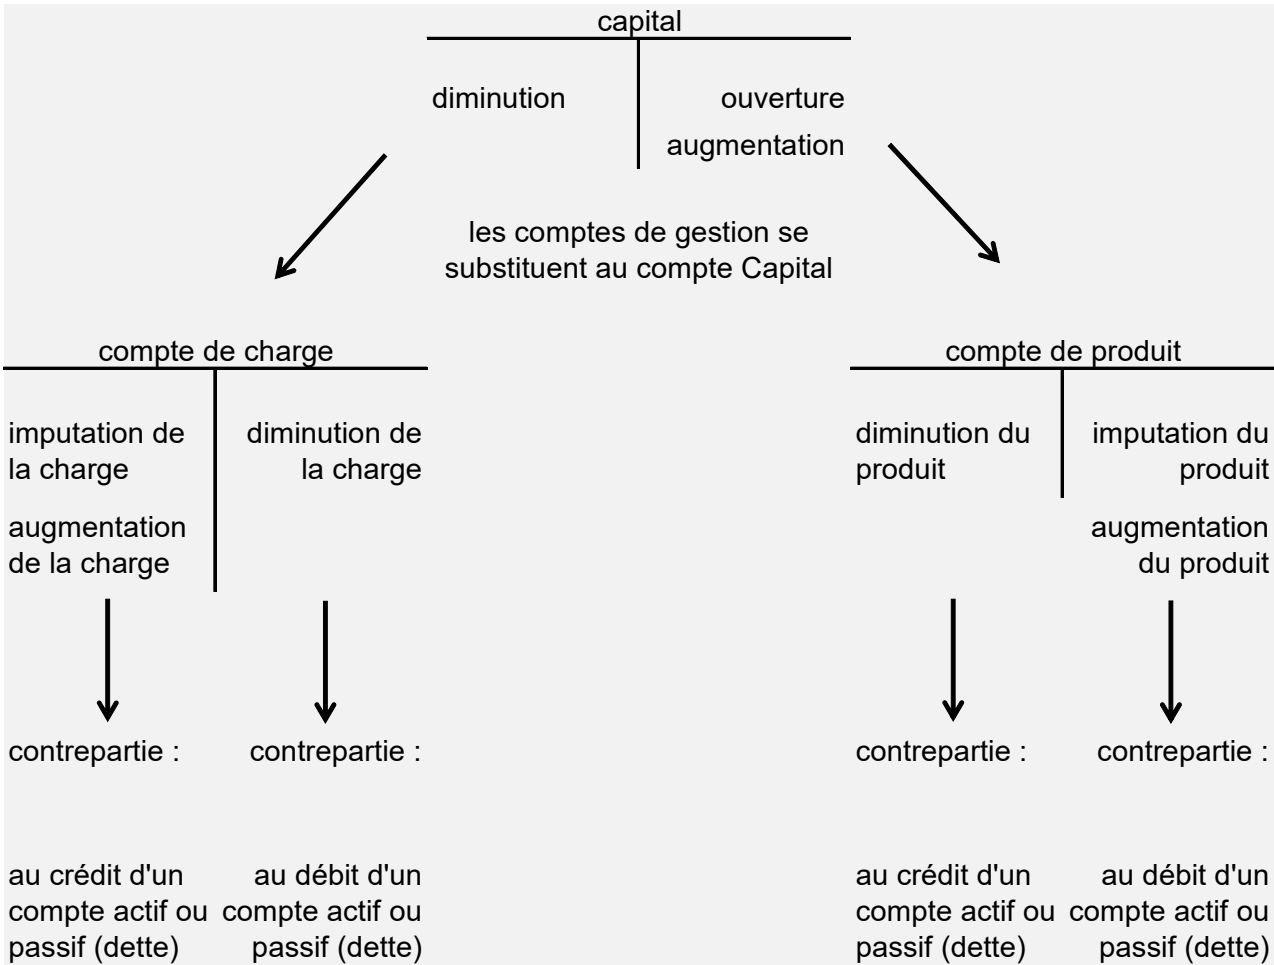 capital
diminution
ouverture
augmentation
les comptes de gestion se
substituent au compte Capital
compte de charge
imputation de
la charge
augmentation
de la charge
diminution de
la charge
contrepartie :
au crédit d'un
compte actif ou
passif (dette)
contrepartie :
au débit d'un
compte actif ou
passif (dette)
compte de produit
diminution du
produit
imputation du
produit
augmentation
du produit
contrepartie :
au crédit d'un
compte actif ou
passif (dette)
contrepartie :
au débit d'un
compte actif ou
passif (dette)